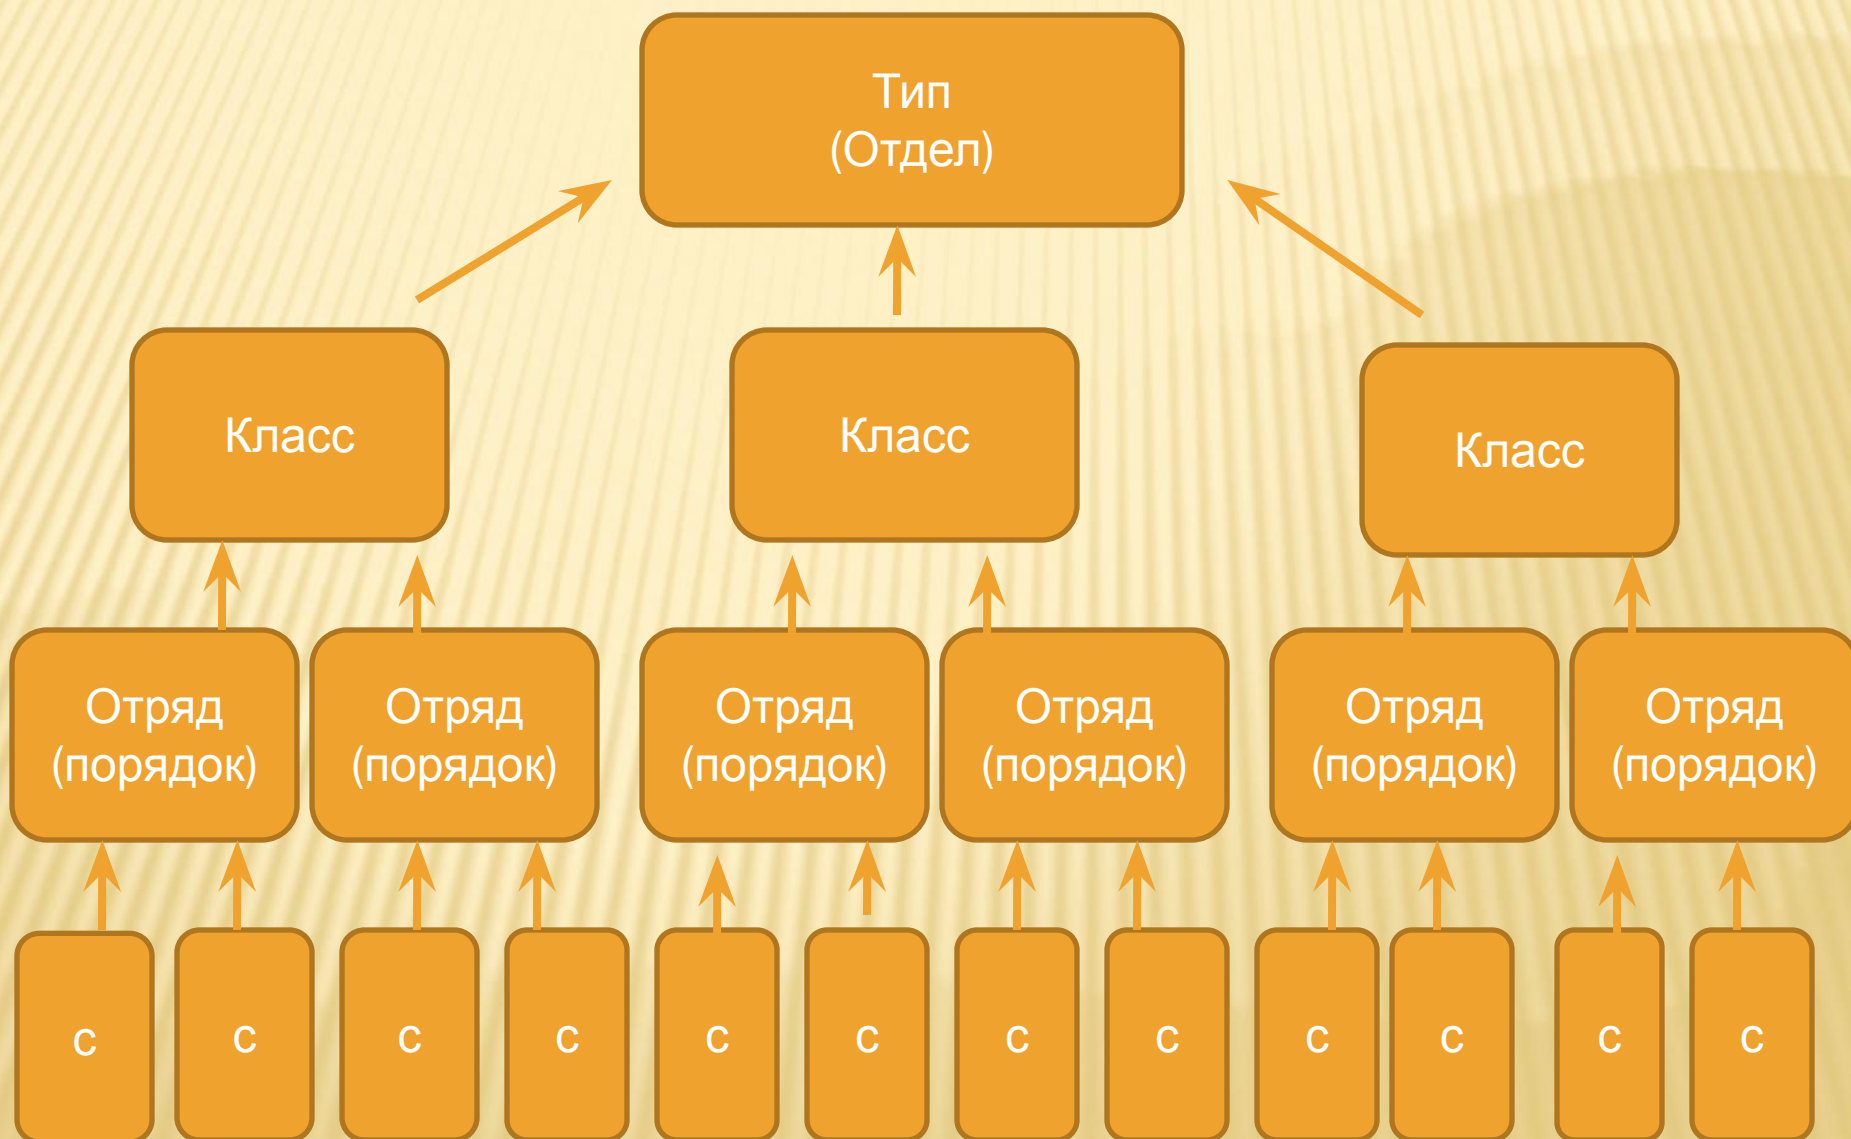 Тип
(Отдел)
Класс
Класс
Класс
Отряд
(порядок)
Отряд
(порядок)
Отряд
(порядок)
Отряд
(порядок)
Отряд
(порядок)
Отряд
(порядок)
с
с
с
с
с
с
с
с
с
с
с
с